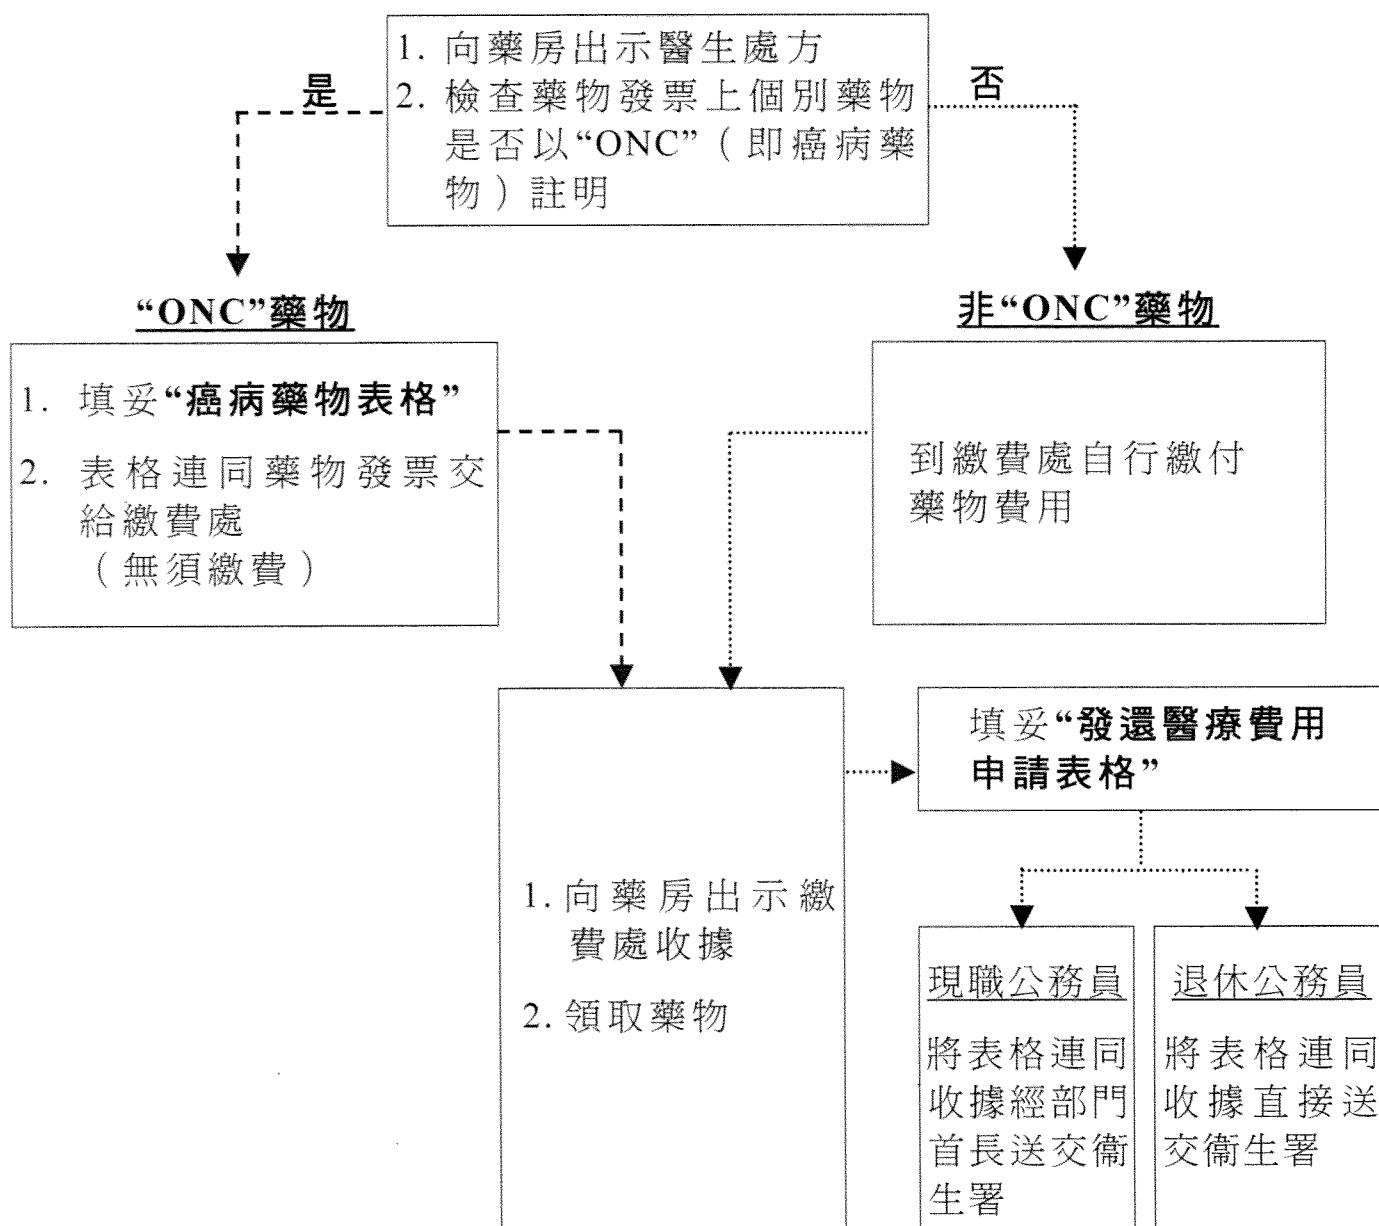 1. 向藥房出示醫生處方
2. 檢查藥物發票上個別藥物
是否以“ONC”（即癌病藥
物）註明
是
否
“ONC”藥物
1. 填妥“癌病藥物表格”
2. 表格連同藥物發票交
給繳費處
（無須繳費）
非“ONC”藥物
到繳費處自行繳付
藥物費用
1. 向藥房出示繳
費處收據
2. 領取藥物
填妥“發還醫療費用
申請表格”
現職公務員
將表格連同
收據經部門
首長送交衞
生署
退休公務員
將表格連同
收據直接送
交衞生署